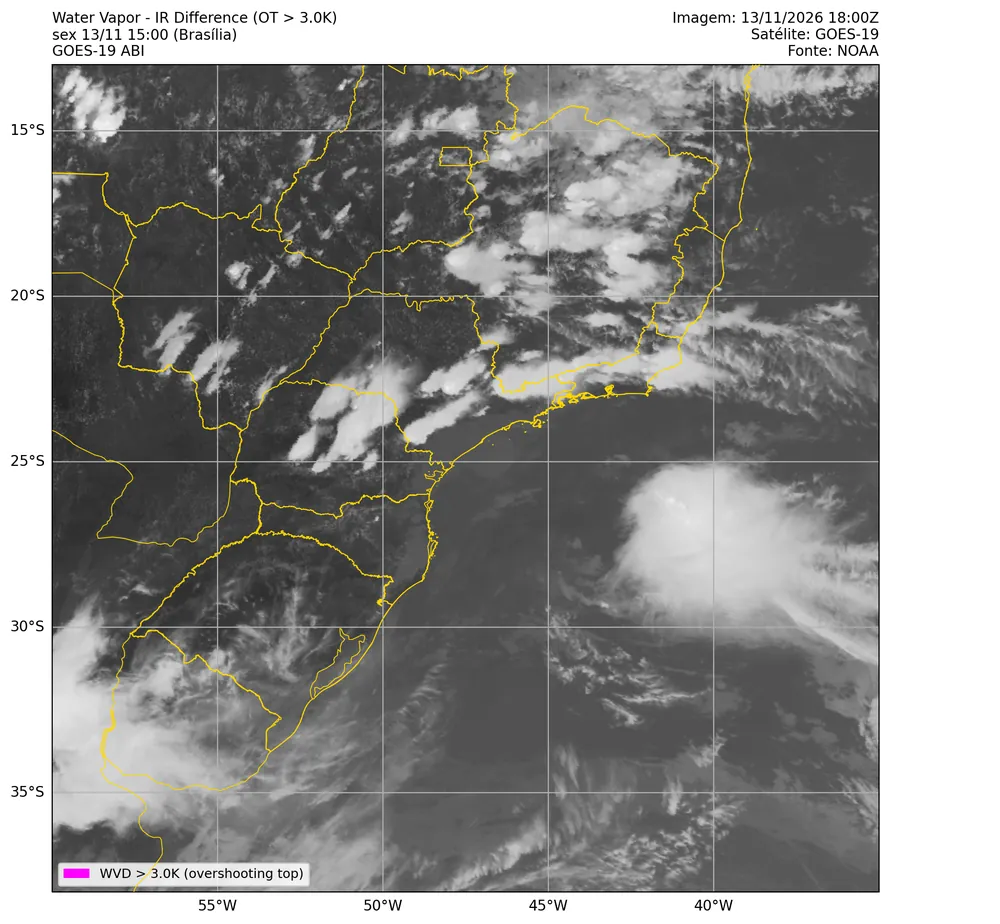 Water Vapor - IR Difference (OT > 3.0K)
sex 13/11 15:00 (Brasília)
GOES-19 ABI
Imagem: 13/11/2026 18:00Z
Satélite: GOES-19
Fonte: NOAA
15°S
20°S
25°S
30°S
35°S
WVD > 3.0K (overshooting top)
55°W
50°W
45°W
40°W